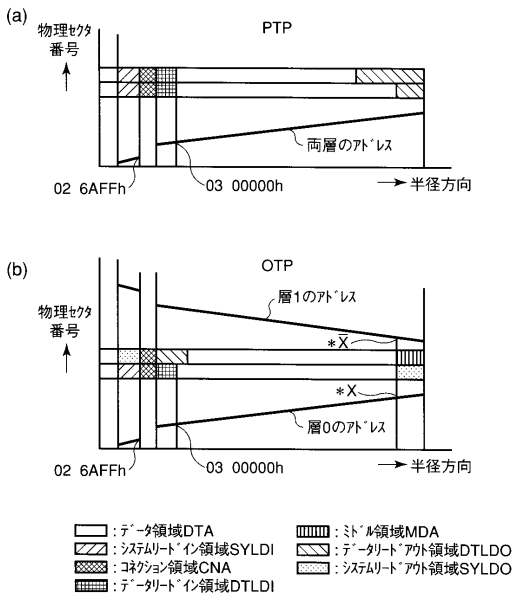 (a)
PTP
物理ｾｸﾀ
番号
両層のｱﾄﾞﾚｽ
02 6AFFh
03 00000h
半径方向
(b)
OTP
層1のｱﾄﾞﾚｽ
物理ｾｸﾀ
番号
*X̅
*X
層0のｱﾄﾞﾚｽ
02 6AFFh
03 00000h
半径方向
:ﾃﾞｰﾀ領域DTA
:ｼｽﾃﾑﾘｰﾄﾞｲﾝ領域SYLDI
:ｺﾈｸｼｮﾝ領域CNA
:ﾃﾞｰﾀﾘｰﾄﾞｲﾝ領域DTLDI
:ﾐﾄﾞﾙ領域MDA
:ﾃﾞｰﾀﾘｰﾄﾞｱｳﾄ領域DTLDO
:ｼｽﾃﾑﾘｰﾄﾞｱｳﾄ領域SYLDO